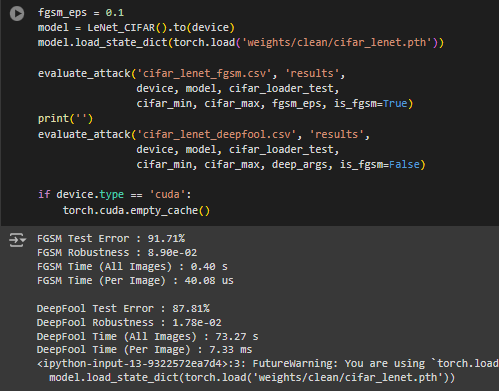 fgsm_eps = 0.1
model = LeNet_CIFAR().to(device)
model.load_state_dict(torch.load('weights/clean/cifar_lenet.pth'))
evaluate_attack('cifar_lenet_fgsm.csv', 'results',
device, model, cifar_loader_test,
cifar_min, cifar_max, fgsm_eps, is_fgsm=True)
print('')
evaluate_attack('cifar_lenet_deepfool.csv', 'results',
device, model, cifar_loader_test,
cifar_min, cifar_max, deep_args, is_fgsm=False)
if device.type == 'cuda':
torch.cuda.empty_cache()
FGSM Test Error : 91.71%
FGSM Robustness : 8.90e-02
FGSM Time (All Images) : 0.40 s
FGSM Time (Per Image) : 40.08 us
DeepFool Test Error : 87.81%
DeepFool Robustness : 1.78e-02
DeepFool Time (All Images) : 73.27 s
DeepFool Time (Per Image) : 7.33 ms
<ipython-input-13-9322572ea7d4>:3: FutureWarning: You are using `torch.load
model.load_state_dict(torch.load('weights/clean/cifar_lenet.pth'))